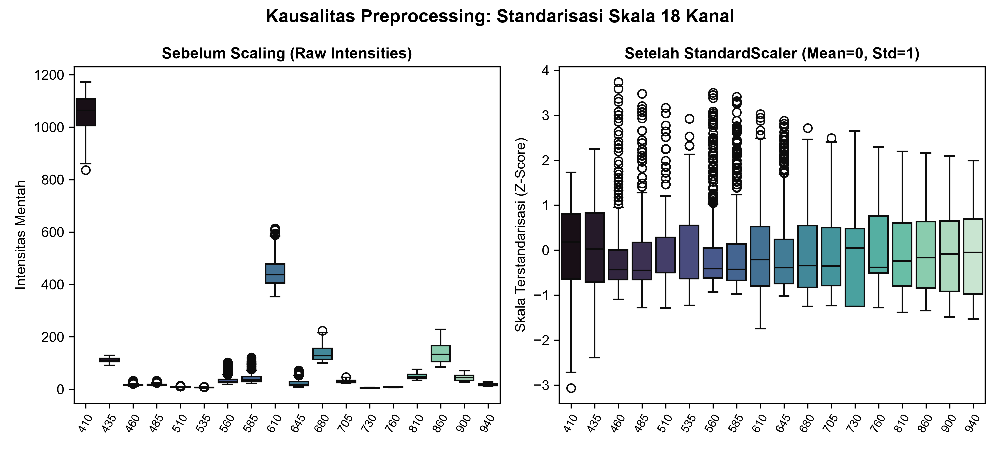 Kausalitas Preprocessing: Standarisasi Skala 18 Kanal
Sebelum Scaling (Raw Intensities)
Intensitas Mentah
1200
1000
800
600
400
200
0
410 435 460 485 510 535 560 585 610 645 680 705 730 760 810 860 900 940
Setelah StandardScaler (Mean=0, Std=1)
Skala Terstandarisasi (Z-Score)
4
3
2
1
0
−1
−2
−3
410 435 460 485 510 535 560 585 610 645 680 705 730 760 810 860 900 940